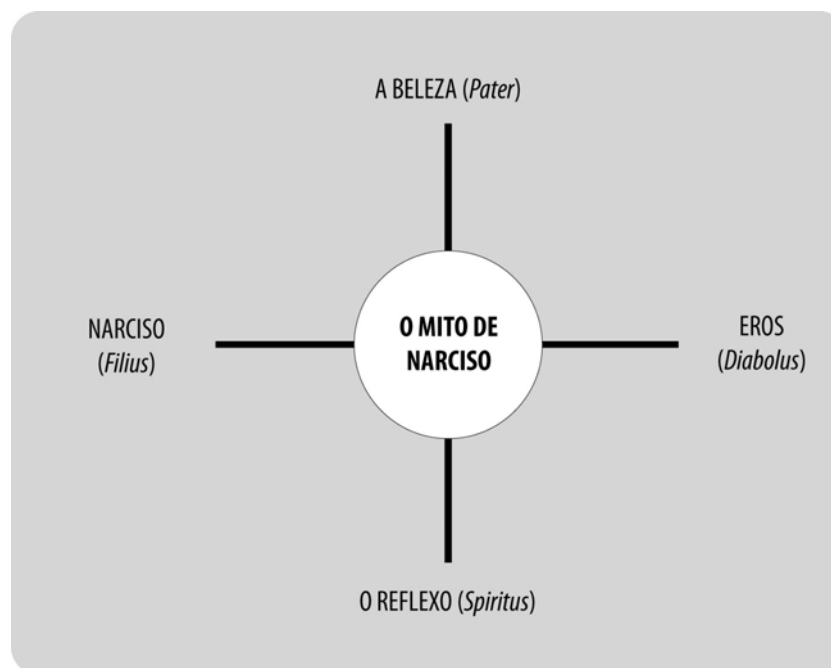 A BELEZA (Pater)
NARCISO
(Filius)
O MITO DE
NARCISO
EROS
(Diabolus)
O REFLEXO (Spiritus)